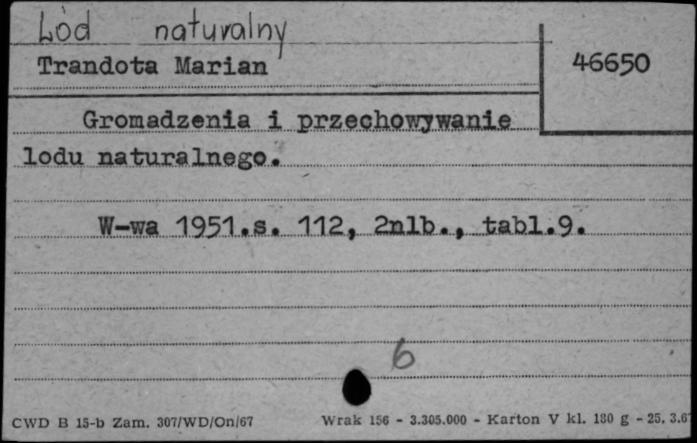 Lód naturalny
Trandota Marian
46650
Gromadzenia i przechowywanie
lodu naturalnego.
W-wa 1951.s. 112, 2nlb., tabl.9.
6
CWD B 15-b Zam. 307/WD/On/67 Wrak 156 - 3.305.000 - Karton V kl. 180 g - 25. 3.67